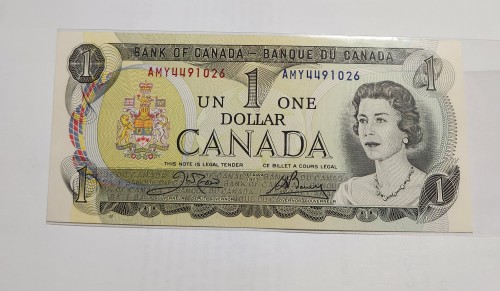 BANK OF CANADA – BANQUE DU CANADA
1 AMY4491026 AMY4491026 1
UN 1 ONE
DOLLAR
CANADA
THIS NOTE IS LEGAL TENDER CE BILLET A COURS LÉGAL
1 1